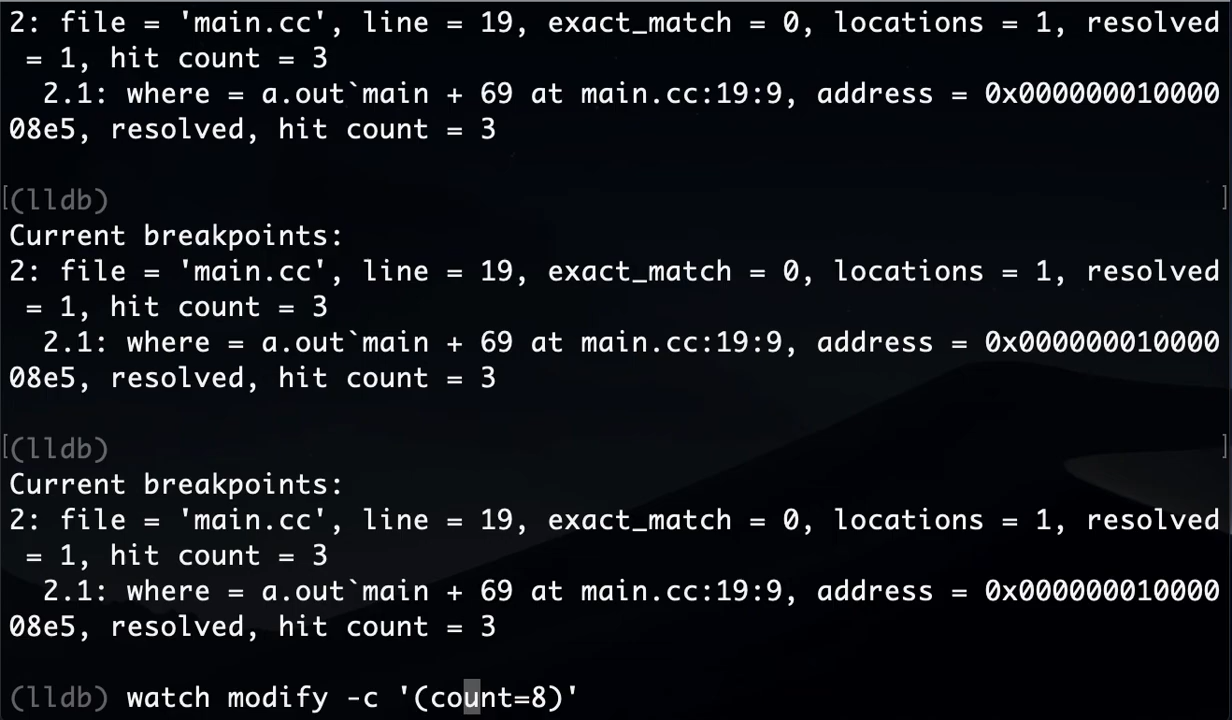 2: file = 'main.cc', line = 19, exact_match = 0, locations = 1, resolved
= 1, hit count = 3
2.1: where = a.out`main + 69 at main.cc:19:9, address = 0x000000010000
08e5, resolved, hit count = 3
[(lldb) ]
Current breakpoints:
2: file = 'main.cc', line = 19, exact_match = 0, locations = 1, resolved
= 1, hit count = 3
2.1: where = a.out`main + 69 at main.cc:19:9, address = 0x000000010000
08e5, resolved, hit count = 3
[(lldb) ]
Current breakpoints:
2: file = 'main.cc', line = 19, exact_match = 0, locations = 1, resolved
= 1, hit count = 3
2.1: where = a.out`main + 69 at main.cc:19:9, address = 0x000000010000
08e5, resolved, hit count = 3
(lldb) watch modify -c '(count=8)'